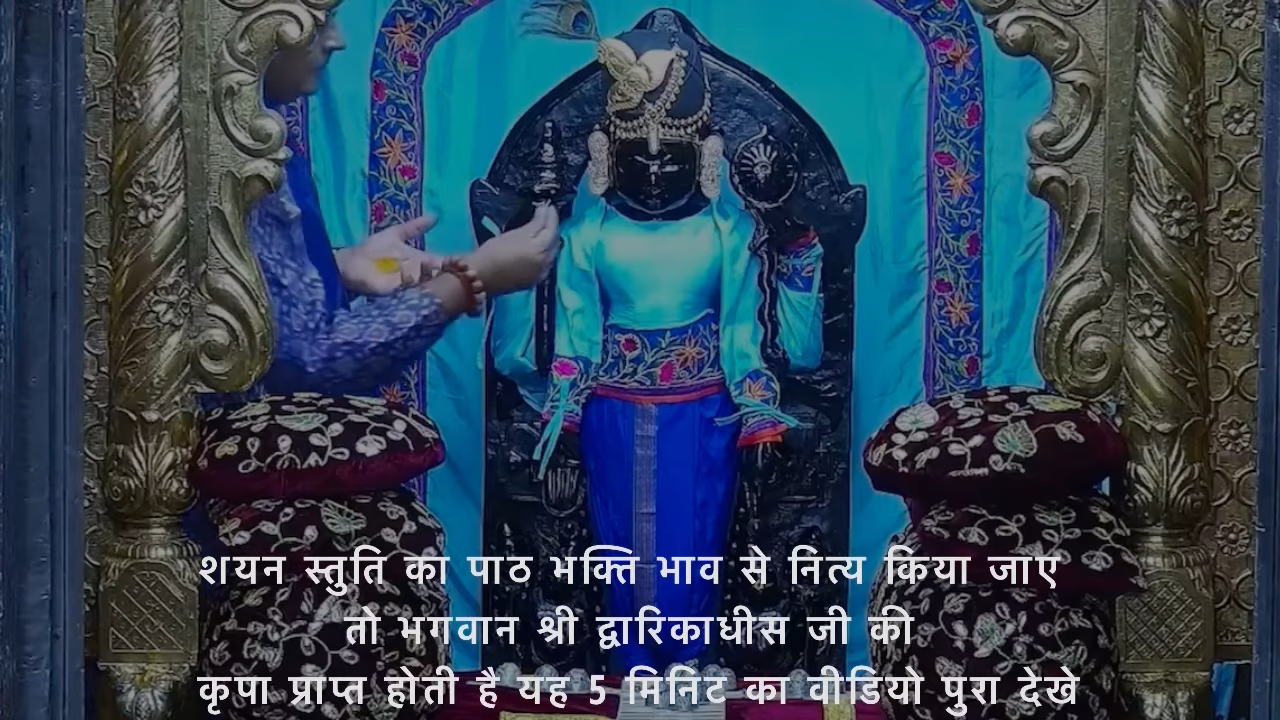 शयन स्तुति का पाठ भक्ति भाव से नित्य किया जाए
तो भगवान श्री द्वारिकाधीस जी की
कृपा प्राप्त होती है यह 5 मिनिट का वीडियो पुरा देखे